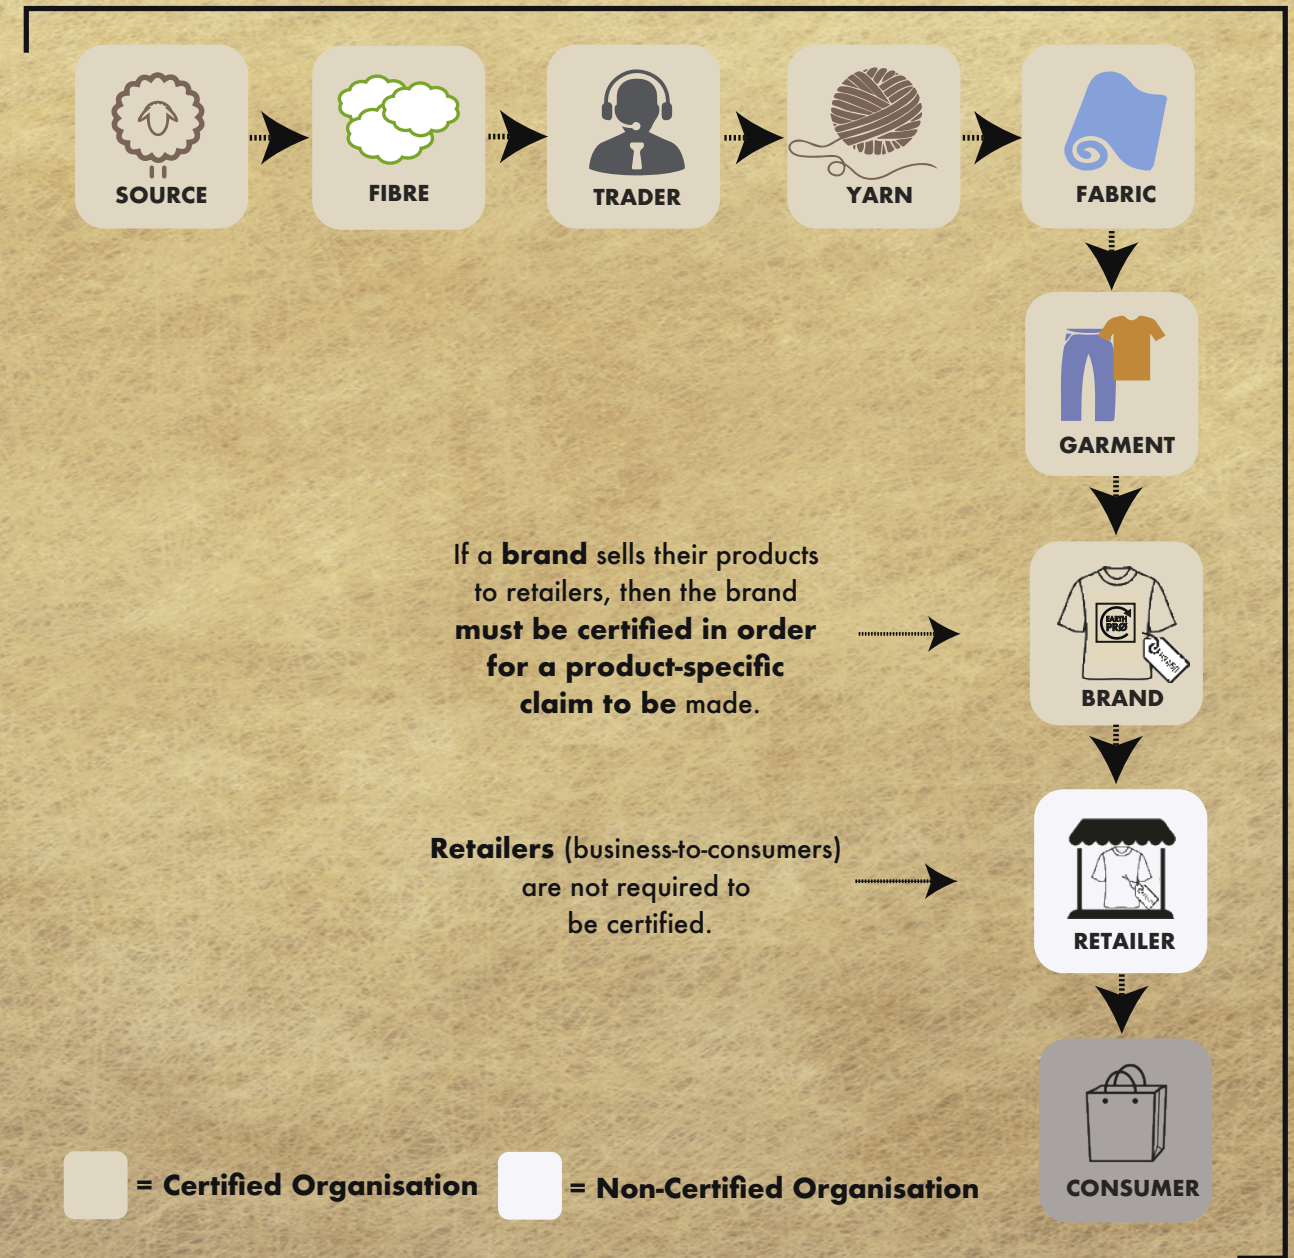 SOURCE
FIBRE
TRADER
YARN
FABRIC
GARMENT
If a brand sells their products
to retailers, then the brand
must be certified in order
for a product-specific
claim to be made.
EARTH
PRO
BRAND
Retailers (business-to-consumers)
are not required to
be certified.
RETAILER
CONSUMER
= Certified Organisation
= Non-Certified Organisation